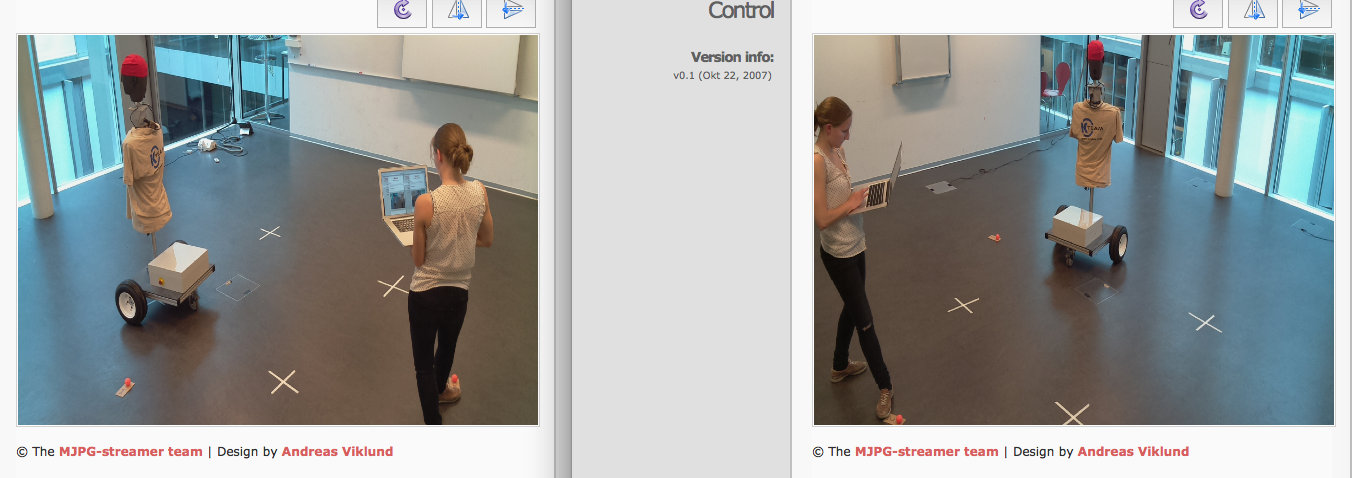 Control
Version info:
v0.1 (Okt 22, 2007)
© The MJPG-streamer team | Design by Andreas Viklund
© The MJPG-streamer team | Design by Andreas Viklund